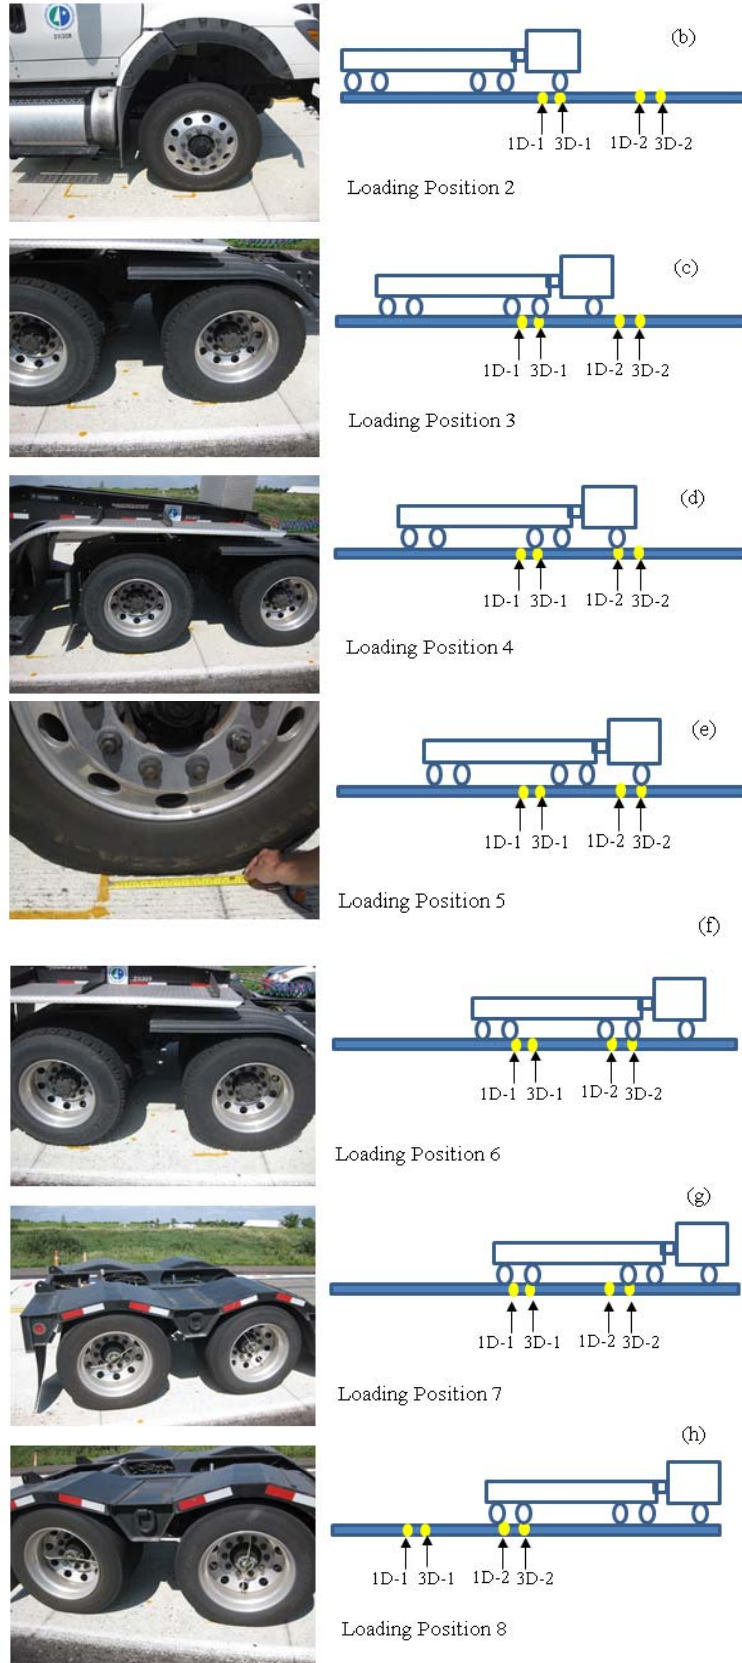 (b)
1D-1 3D-1 1D-2 3D-2
Loading Position 2
(c)
1D-1 3D-1 1D-2 3D-2
Loading Position 3
(d)
1D-1 3D-1 1D-2 3D-2
Loading Position 4
(e)
1D-1 3D-1 1D-2 3D-2
Loading Position 5
(f)
1D-1 3D-1 1D-2 3D-2
Loading Position 6
(g)
1D-1 3D-1 1D-2 3D-2
Loading Position 7
(h)
1D-1 3D-1 1D-2 3D-2
Loading Position 8